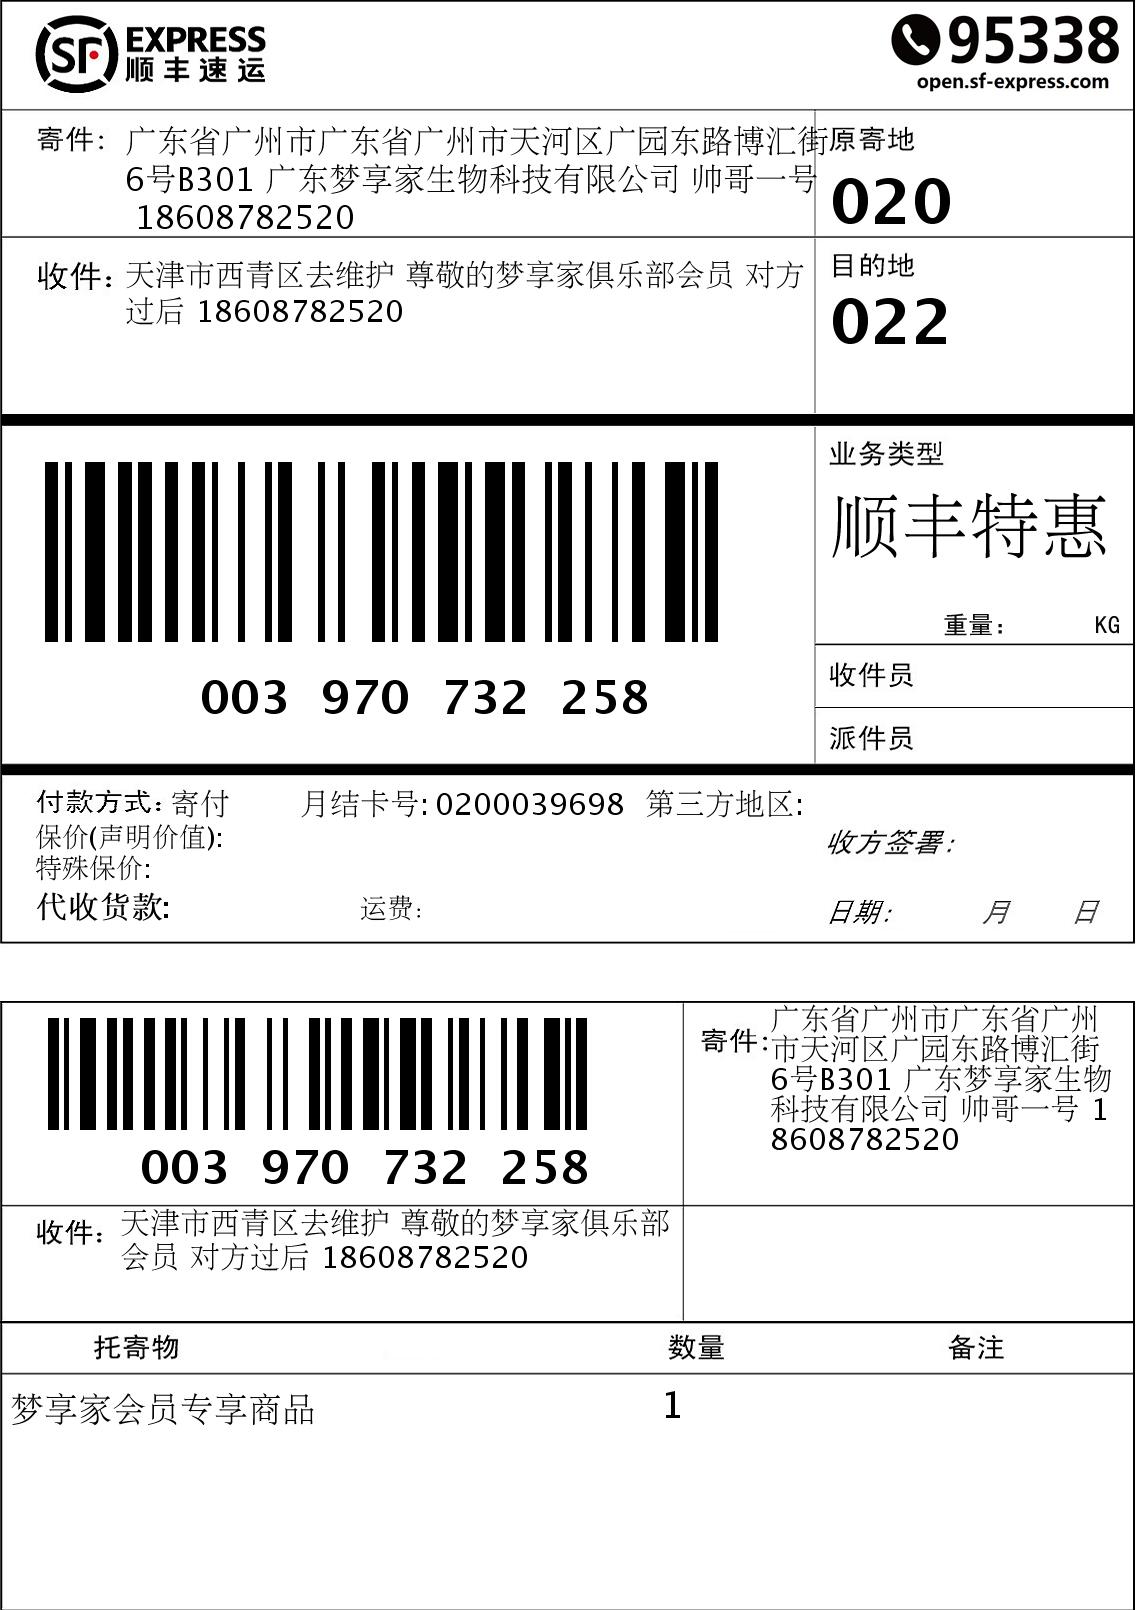 SF EXPRESS
顺丰速运
95338
open.sf-express.com
寄件: 广东省广州市广东省广州市天河区广园东路博汇街
6号B301 广东梦享家生物科技有限公司 帅哥一号
18608782520
原寄地
020
收件: 天津市西青区去维护 尊敬的梦享家俱乐部会员 对方
过后 18608782520
目的地
022
003 970 732 258
业务类型
顺丰特惠
重量: KG
收件员
派件员
付款方式: 寄付 月结卡号: 0200039698 第三方地区:
保价(声明价值):
特殊保价:
代收货款: 运费:
收方签署:
日期: 月 日
003 970 732 258
寄件: 广东省广州市广东省广州
市天河区广园东路博汇街
6号B301 广东梦享家生物
科技有限公司 帅哥一号 1
8608782520
收件: 天津市西青区去维护 尊敬的梦享家俱乐部
会员 对方过后 18608782520
托寄物 数量 备注
梦享家会员专享商品 1